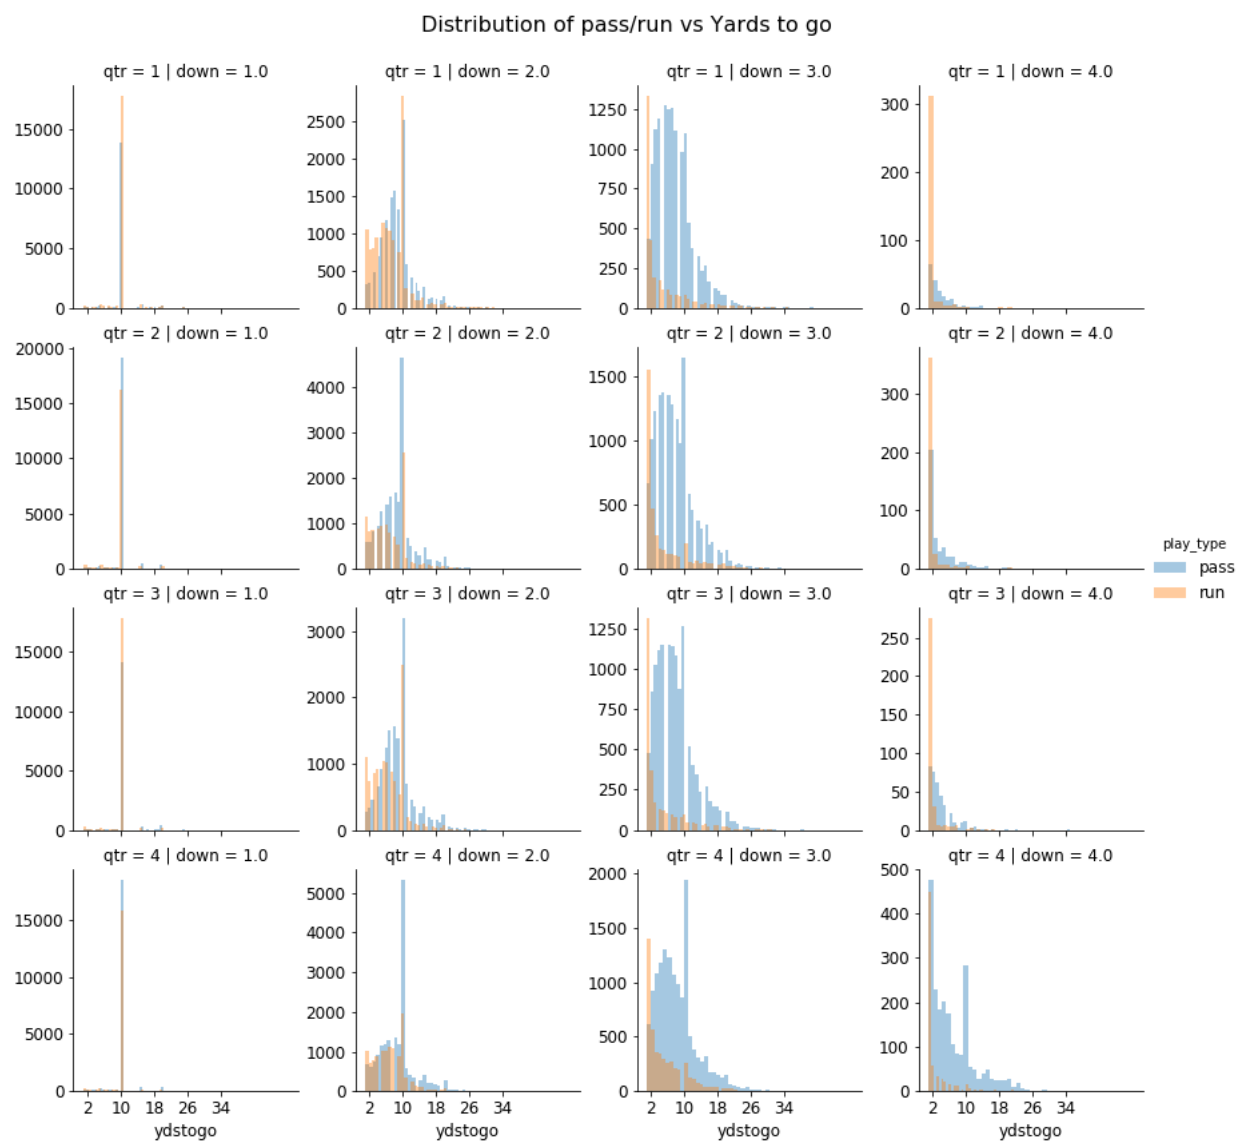 Distribution of pass/run vs Yards to go
qtr = 1 | down = 1.0
qtr = 1 | down = 2.0
qtr = 1 | down = 3.0
qtr = 1 | down = 4.0
15000
10000
5000
0
2500
2000
1500
1000
500
0
1250
1000
750
500
250
0
300
200
100
0
qtr = 2 | down = 1.0
qtr = 2 | down = 2.0
qtr = 2 | down = 3.0
qtr = 2 | down = 4.0
20000
15000
10000
5000
0
4000
3000
2000
1000
0
1500
1000
500
0
300
200
100
0
play_type
pass
run
qtr = 3 | down = 1.0
qtr = 3 | down = 2.0
qtr = 3 | down = 3.0
qtr = 3 | down = 4.0
15000
10000
5000
0
3000
2000
1000
0
1250
1000
750
500
250
0
250
200
150
100
50
0
qtr = 4 | down = 1.0
qtr = 4 | down = 2.0
qtr = 4 | down = 3.0
qtr = 4 | down = 4.0
15000
10000
5000
0
5000
4000
3000
2000
1000
0
2000
1500
1000
500
0
500
400
300
200
100
0
2 10 18 26 34
2 10 18 26 34
2 10 18 26 34
2 10 18 26 34
ydstogo
ydstogo
ydstogo
ydstogo